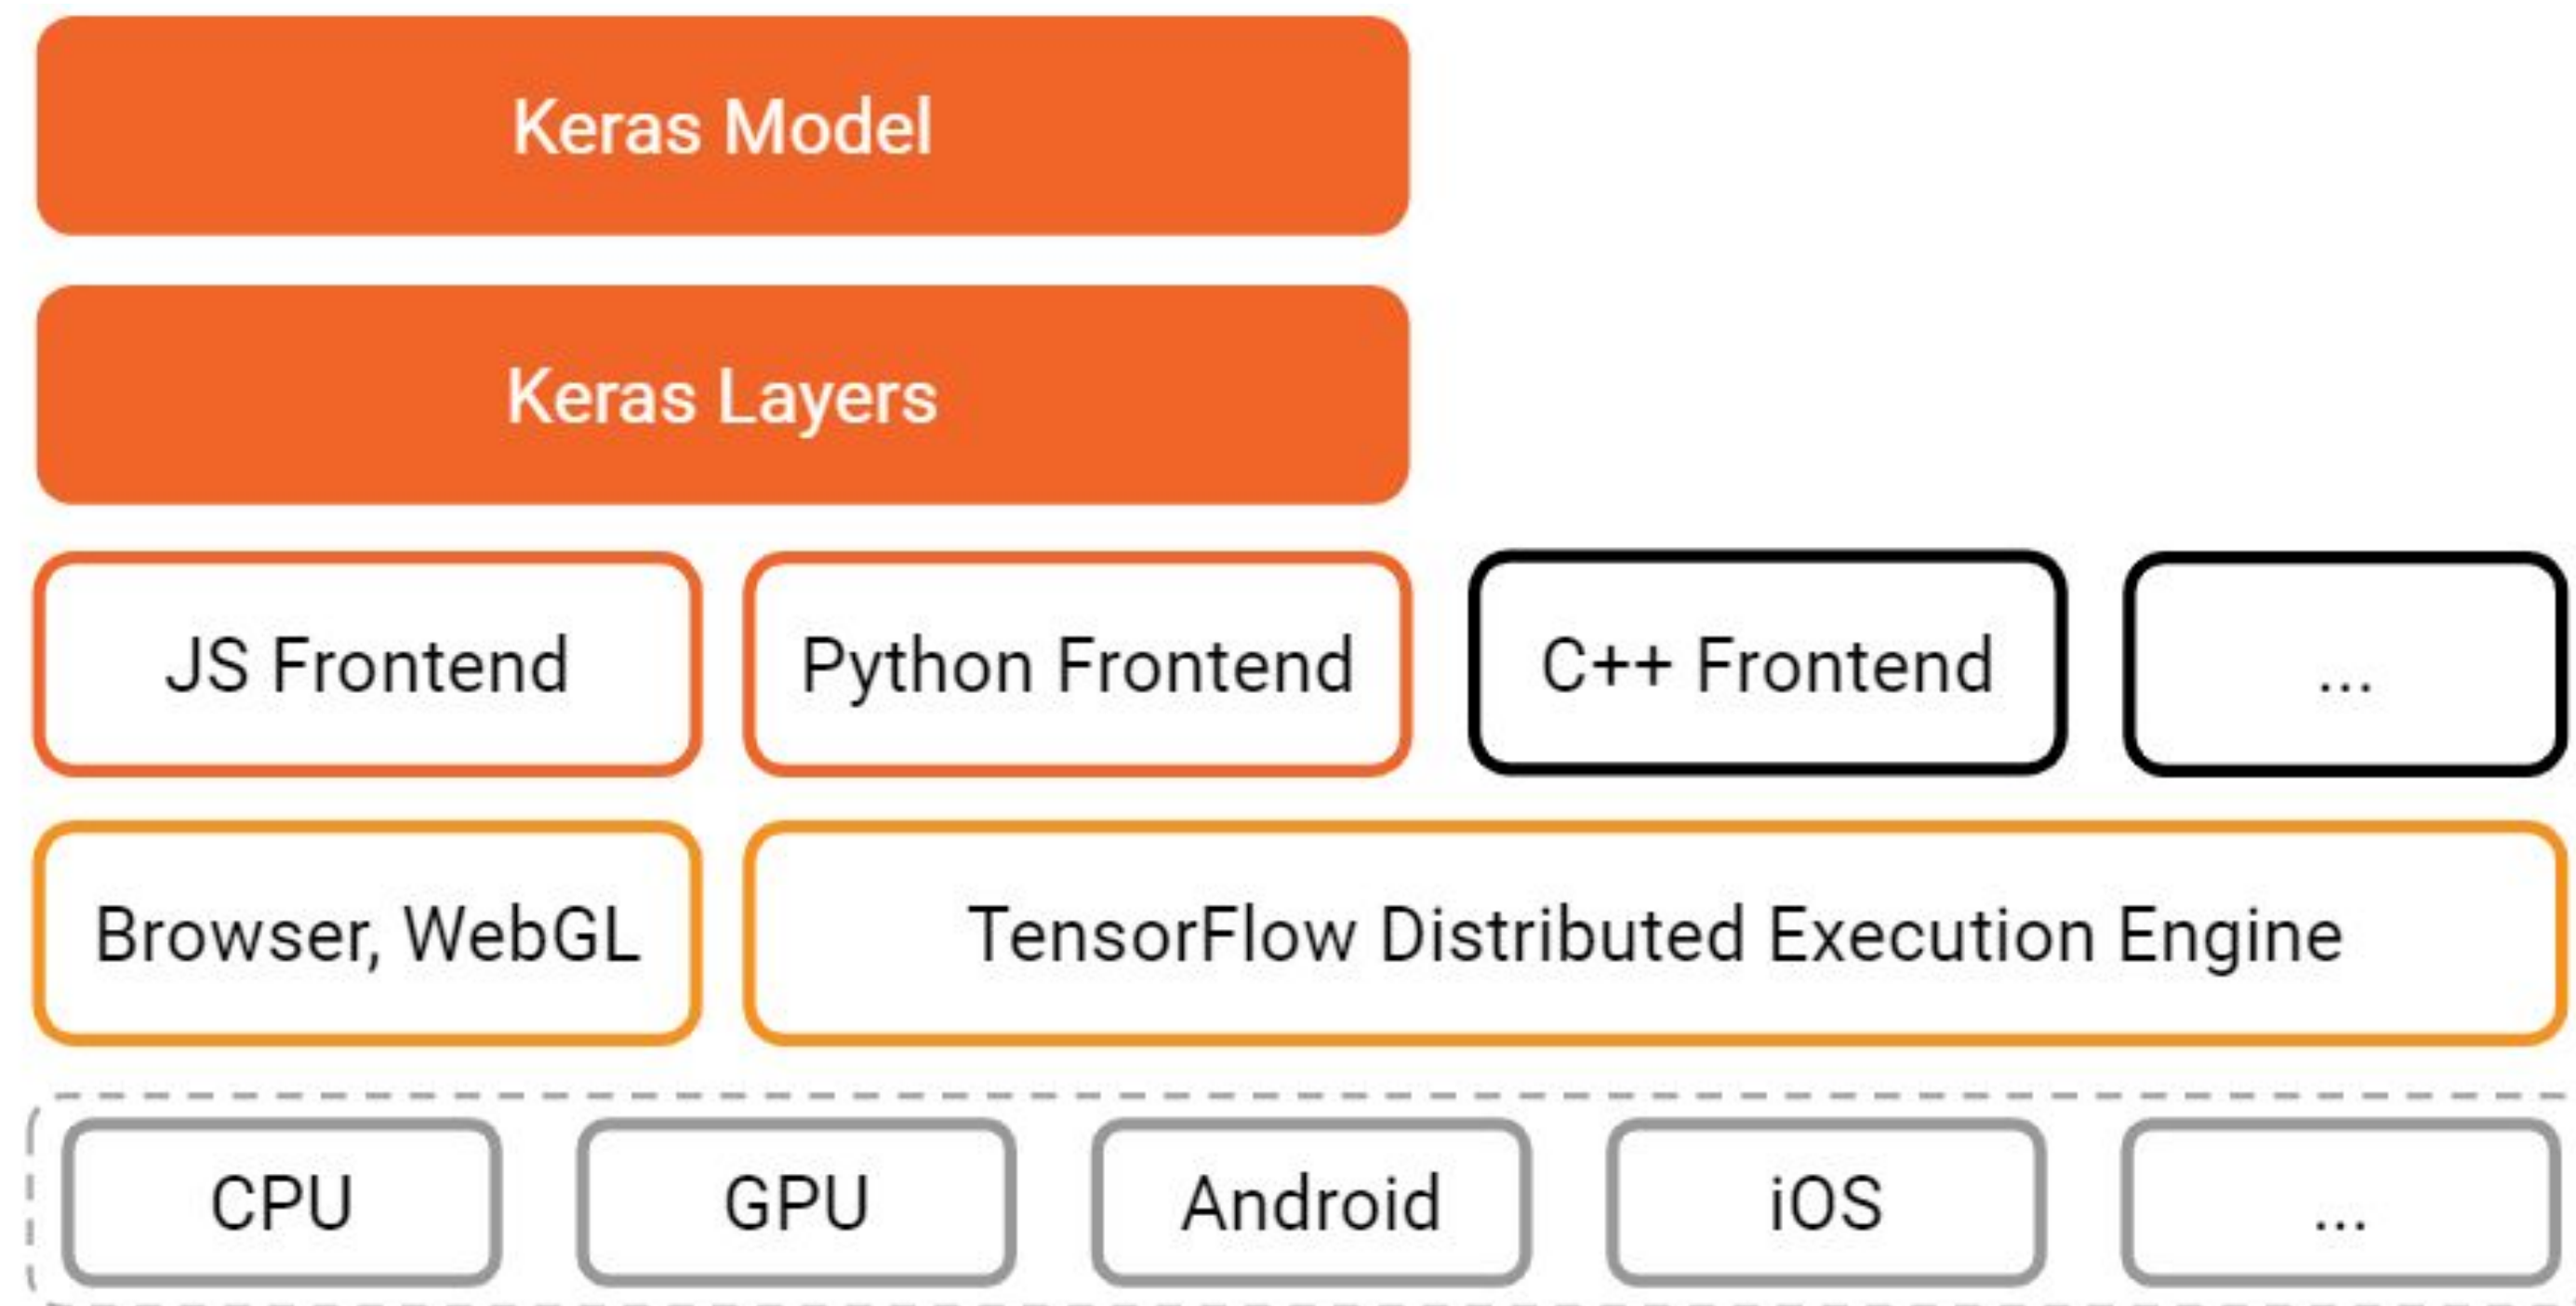 Keras Model
Keras Layers
JS Frontend
Python Frontend
C++ Frontend
...
Browser, WebGL
TensorFlow Distributed Execution Engine
CPU
GPU
Android
iOS
...